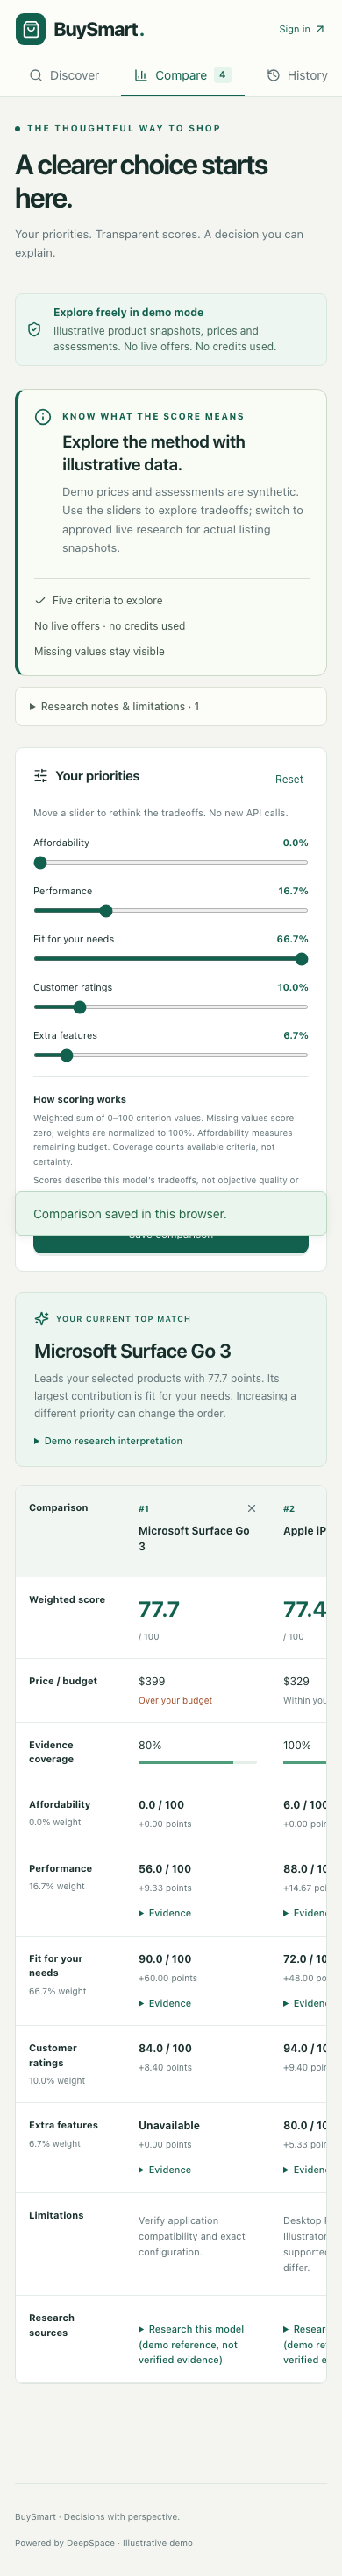 BuySmart.
Sign in
Discover
Compare 4
History
THE THOUGHTFUL WAY TO SHOP
A clearer choice starts
here.
Your priorities. Transparent scores. A decision you can
explain.
Explore freely in demo mode
Illustrative product snapshots, prices and
assessments. No live offers. No credits used.
KNOW WHAT THE SCORE MEANS
Explore the method with
illustrative data.
Demo prices and assessments are synthetic.
Use the sliders to explore tradeoffs; switch to
approved live research for actual listing
snapshots.
Five criteria to explore
No live offers · no credits used
Missing values stay visible
Research notes & limitations · 1
Your priorities
Reset
Move a slider to rethink the tradeoffs. No new API calls.
Affordability 0.0%
Performance 16.7%
Fit for your needs 66.7%
Customer ratings 10.0%
Extra features 6.7%
How scoring works
Weighted sum of 0–100 criterion values. Missing values score
zero; weights are normalized to 100%. Affordability measures
remaining budget. Coverage counts available criteria, not
certainty.
Scores describe this model's tradeoffs, not objective quality or
Comparison saved in this browser.
YOUR CURRENT TOP MATCH
Microsoft Surface Go 3
Leads your selected products with 77.7 points. Its
largest contribution is fit for your needs. Increasing a
different priority can change the order.
Demo research interpretation
Comparison #1 #2
Microsoft Surface Go Apple iP
3
Weighted score 77.7 77.4
/ 100 / 100
Price / budget $399 $329
Over your budget Within you
Evidence 80% 100%
coverage
Affordability 0.0 / 100 6.0 / 100
0.0% weight +0.00 points +0.00 poin
Performance 56.0 / 100 88.0 / 10
16.7% weight +9.33 points +14.67 poi
Evidence Eviden
Fit for your 90.0 / 100 72.0 / 10
needs
66.7% weight +60.00 points +48.00 po
Evidence Eviden
Customer 84.0 / 100 94.0 / 10
ratings
10.0% weight +8.40 points +9.40 poin
Extra features Unavailable 80.0 / 10
6.7% weight +0.00 points +5.33 poin
Evidence Eviden
Limitations
Verify application
compatibility and exact
configuration.
Desktop
Illustrator
supported
differ.
Research
sources
Research this model
(demo reference, not
verified evidence)
Resear
(demo re
verified e
BuySmart · Decisions with perspective.
Powered by DeepSpace · Illustrative demo